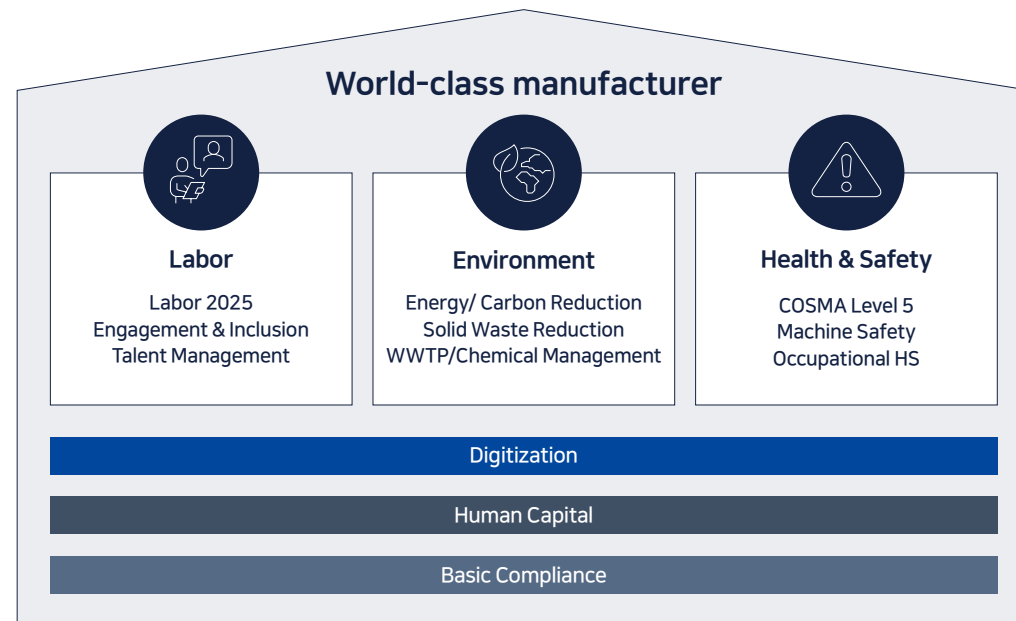 World-class manufacturer
Labor
Labor 2025
Engagement & Inclusion
Talent Management
Environment
Energy/ Carbon Reduction
Solid Waste Reduction
WWTP/Chemical Management
Health & Safety
COSMA Level 5
Machine Safety
Occupational HS
Digitization
Human Capital
Basic Compliance